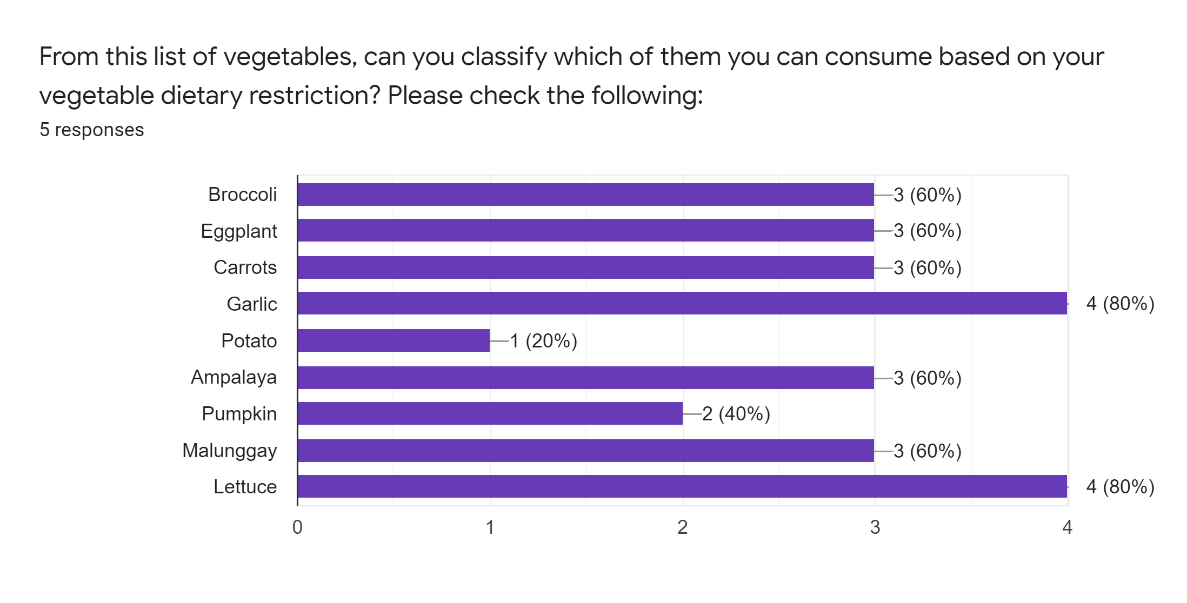 From this list of vegetables, can you classify which of them you can consume based on your
vegetable dietary restriction? Please check the following:
5 responses
Broccoli 3 (60%)
Eggplant 3 (60%)
Carrots 3 (60%)
Garlic 4 (80%)
Potato 1 (20%)
Ampalaya 3 (60%)
Pumpkin 2 (40%)
Malunggay 3 (60%)
Lettuce 4 (80%)
0 1 2 3 4